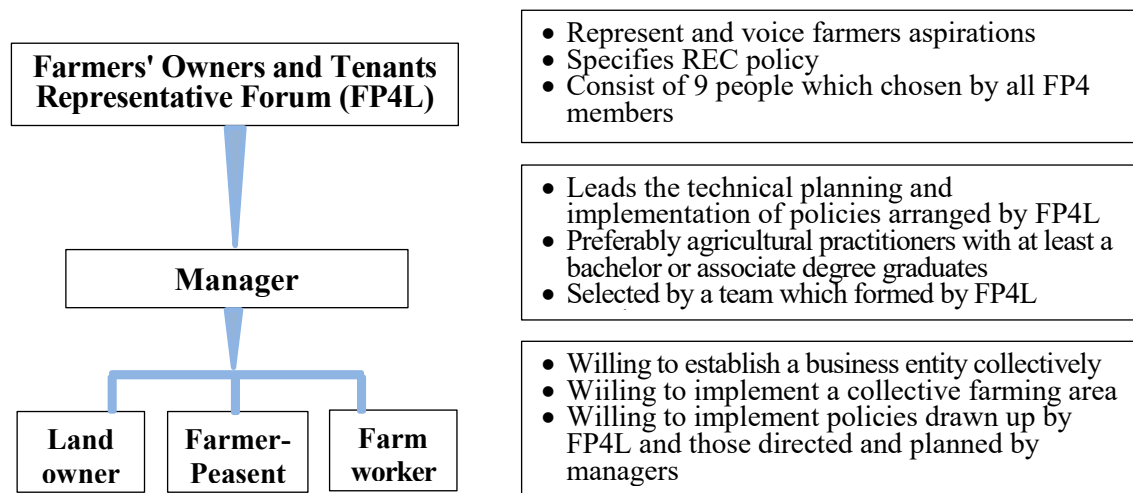 Farmers' Owners and Tenants
Representative Forum (FP4L)
• Represent and voice farmers aspirations
• Specifies REC policy
• Consist of 9 people which chosen by all FP4
members
Manager
• Leads the technical planning and
implementation of policies arranged by FP4L
• Preferably agricultural practitioners with at least a
bachelor or associate degree graduates
• Selected by a team which formed by FP4L
Land
owner
Farmer-
Peasent
Farm
worker
• Willing to establish a business entity collectively
• Wiiling to implement a collective farming area
• Willing to implement policies drawn up by
FP4L and those directed and planned by
managers